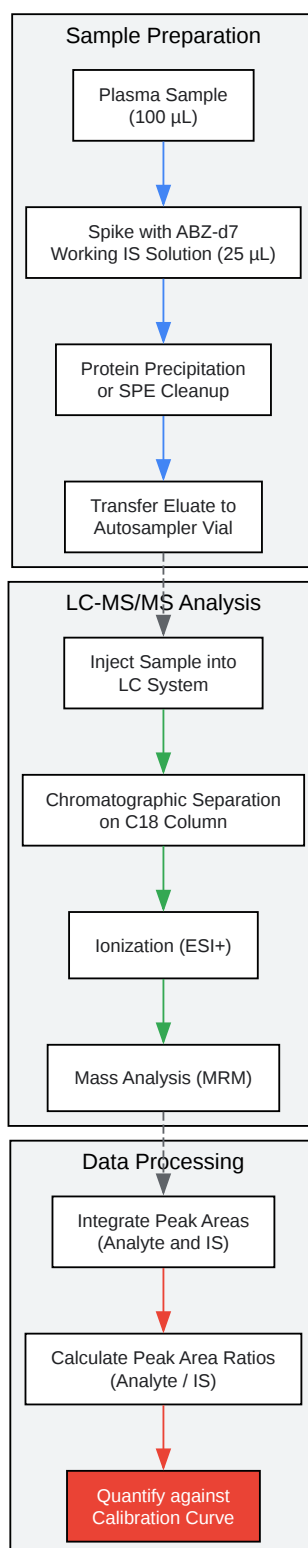 Sample Preparation
Plasma Sample
(100 µL)
Spike with ABZ-d7
Working IS Solution (25 µL)
Protein Precipitation
or SPE Cleanup
Transfer Eluate to
Autosampler Vial
LC-MS/MS Analysis
Inject Sample into
LC System
Chromatographic Separation
on C18 Column
Ionization (ESI+)
Mass Analysis (MRM)
Data Processing
Integrate Peak Areas
(Analyte and IS)
Calculate Peak Area Ratios
(Analyte / IS)
Quantify against
Calibration Curve